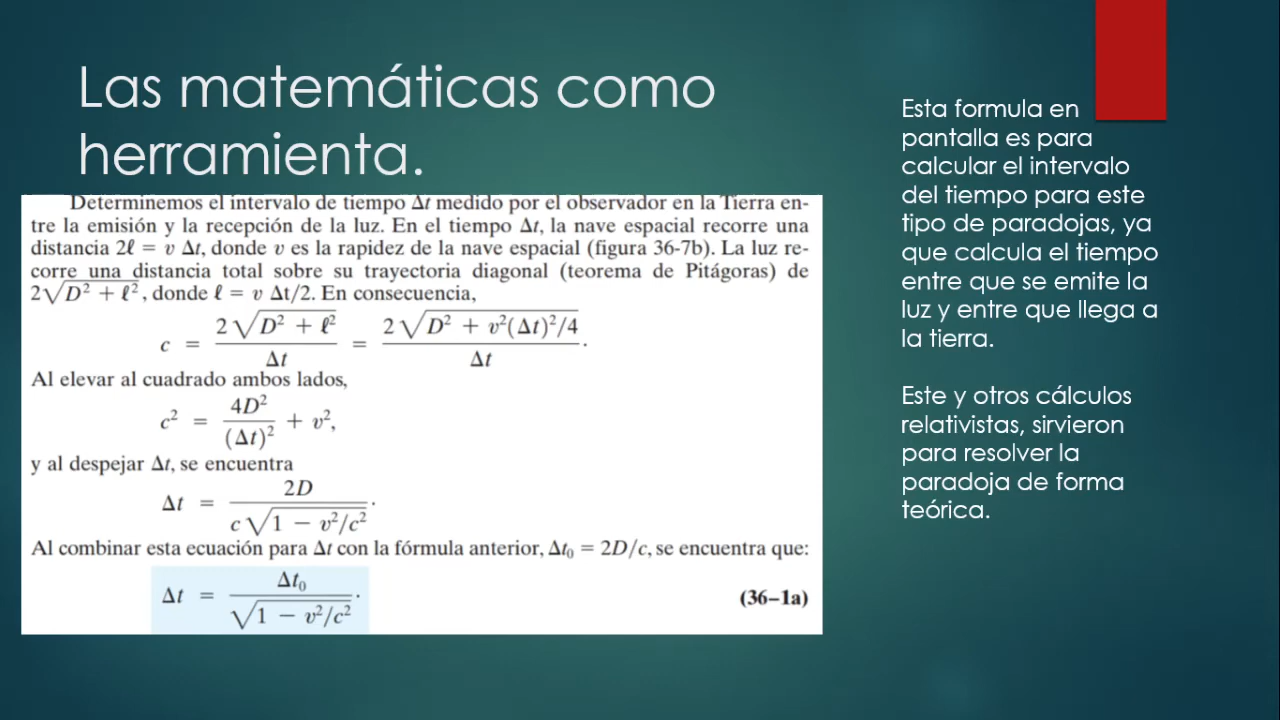 Las matemáticas como
herramienta.
Determinemos el intervalo de tiempo Δt medido por el observador en la Tierra en-
tre la emisión y la recepción de la luz. En el tiempo Δt, la nave espacial recorre una
distancia 2ℓ = v Δt, donde v es la rapidez de la nave espacial (figura 36-7b). La luz re-
corre una distancia total sobre su trayectoria diagonal (teorema de Pitágoras) de
2√D² + ℓ², donde ℓ = v Δt/2. En consecuencia,
c = 2√D² + ℓ² / Δt = 2√D² + v²(Δt)²/4 / Δt.
Al elevar al cuadrado ambos lados,
c² = 4D² / (Δt)² + v²,
y al despejar Δt, se encuentra
Δt = 2D / c√1 − v²/c².
Al combinar esta ecuación para Δt con la fórmula anterior, Δt₀ = 2D/c, se encuentra que:
Δt = Δt₀ / √1 − v²/c². (36–1a)
Esta formula en
pantalla es para
calcular el intervalo
del tiempo para este
tipo de paradojas, ya
que calcula el tiempo
entre que se emite la
luz y entre que llega a
la tierra.
Este y otros cálculos
relativistas, sirvieron
para resolver la
paradoja de forma
teórica.